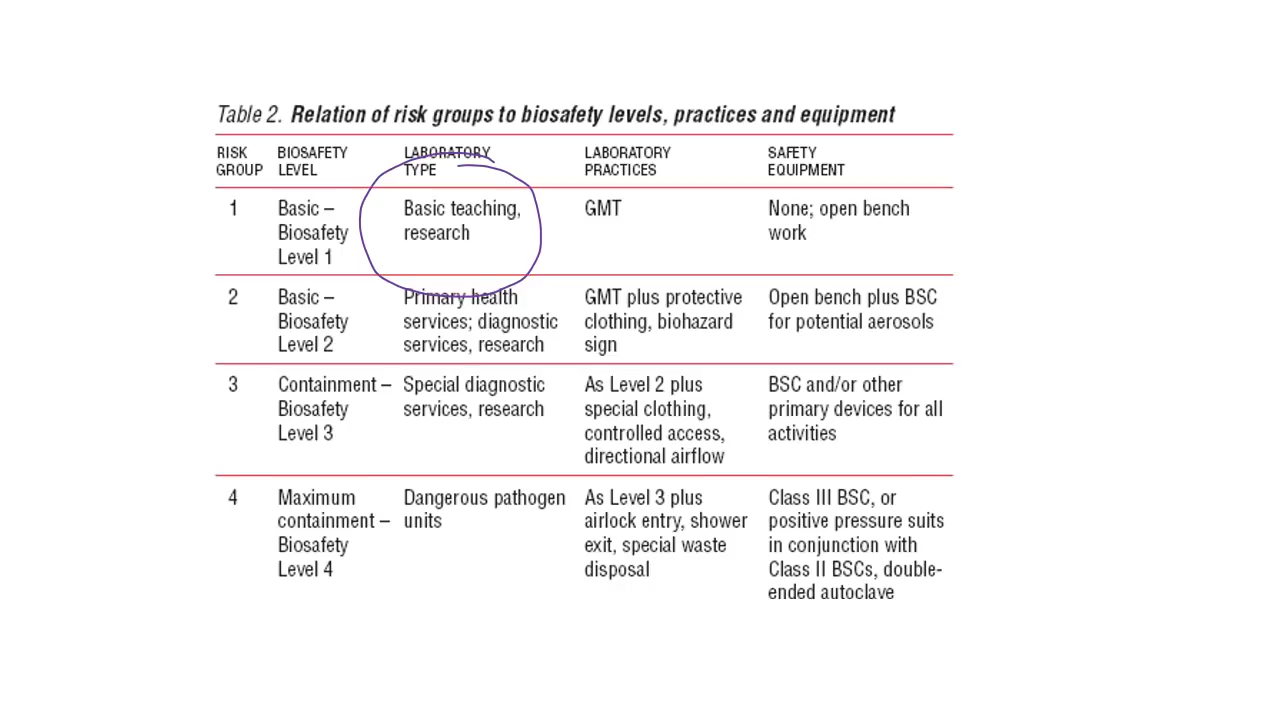 Table 2. Relation of risk groups to biosafety levels, practices and equipment
RISK GROUP BIOSAFETY LEVEL LABORATORY TYPE LABORATORY PRACTICES SAFETY EQUIPMENT
1 Basic – Biosafety Level 1 Basic teaching, research GMT None; open bench work
2 Basic – Biosafety Level 2 Primary health services; diagnostic services, research GMT plus protective clothing, biohazard sign Open bench plus BSC for potential aerosols
3 Containment – Biosafety Level 3 Special diagnostic services, research As Level 2 plus special clothing, controlled access, directional airflow BSC and/or other primary devices for all activities
4 Maximum containment – Biosafety Level 4 Dangerous pathogen units As Level 3 plus airlock entry, shower exit, special waste disposal Class III BSC, or positive pressure suits in conjunction with Class II BSCs, double-ended autoclave